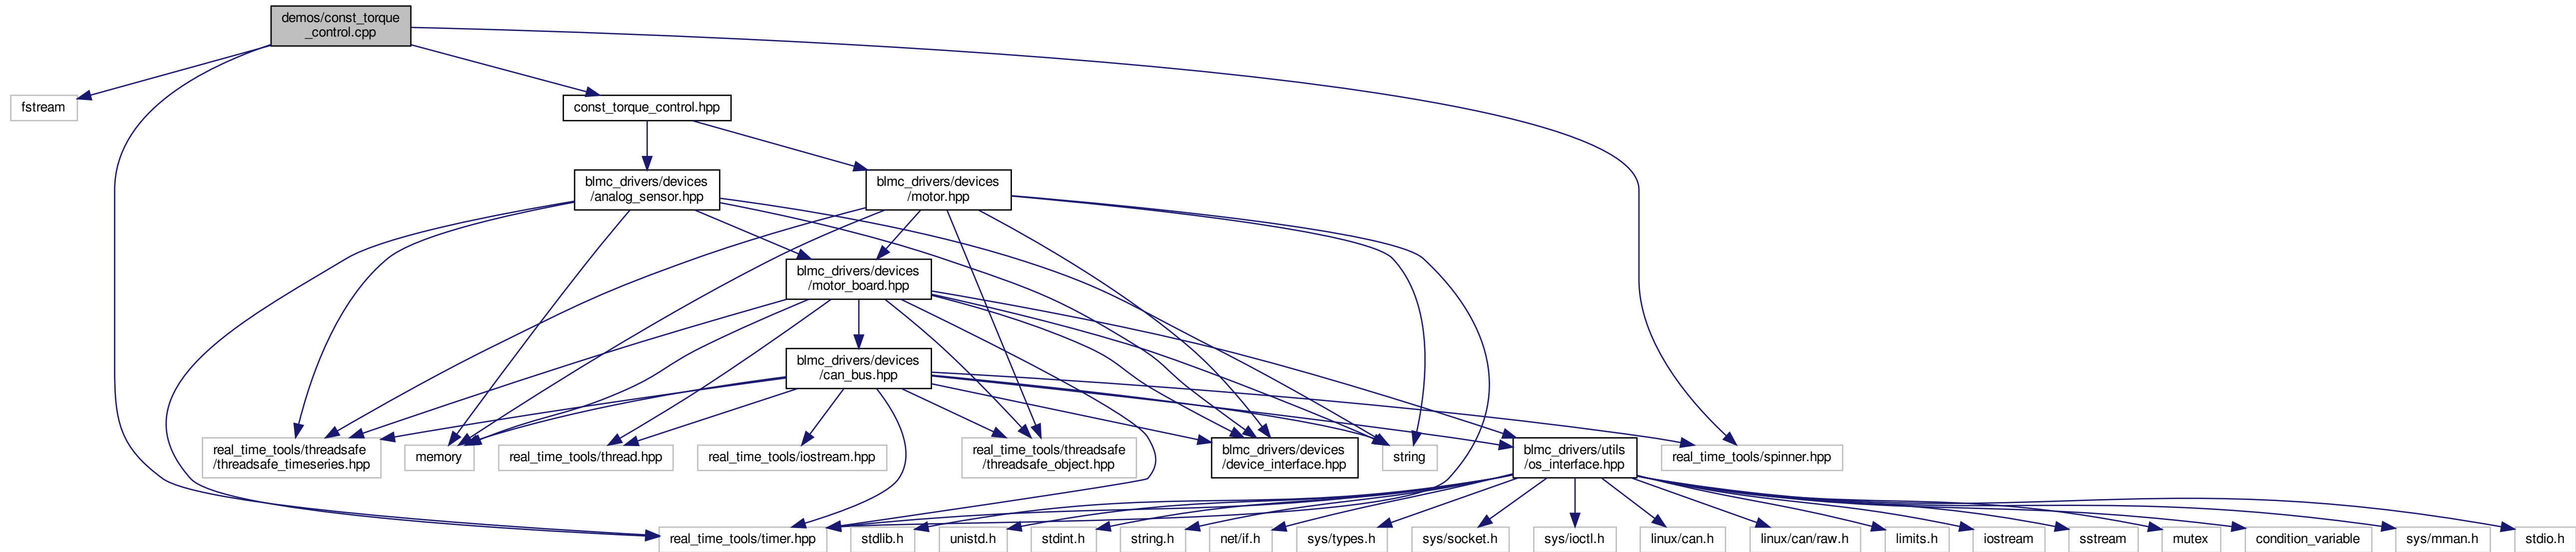 demos/const_torque
_control.cpp
fstream
const_torque_control.hpp
blmc_drivers/devices
/analog_sensor.hpp
blmc_drivers/devices
/motor.hpp
blmc_drivers/devices
/motor_board.hpp
blmc_drivers/devices
/can_bus.hpp
real_time_tools/threadsafe
/threadsafe_timeseries.hpp
memory
real_time_tools/thread.hpp
real_time_tools/iostream.hpp
real_time_tools/threadsafe
/threadsafe_object.hpp
blmc_drivers/devices
/device_interface.hpp
string
blmc_drivers/utils
/os_interface.hpp
real_time_tools/spinner.hpp
real_time_tools/timer.hpp
stdlib.h
unistd.h
stdint.h
string.h
net/if.h
sys/types.h
sys/socket.h
sys/ioctl.h
linux/can.h
linux/can/raw.h
limits.h
iostream
sstream
mutex
condition_variable
sys/mman.h
stdio.h